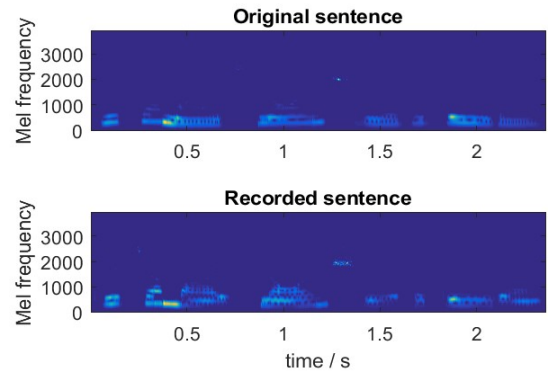 Original sentence
Mel frequency
3000
2000
1000
0
0.5 1 1.5 2
Recorded sentence
Mel frequency
3000
2000
1000
0
0.5 1 1.5 2
time / s